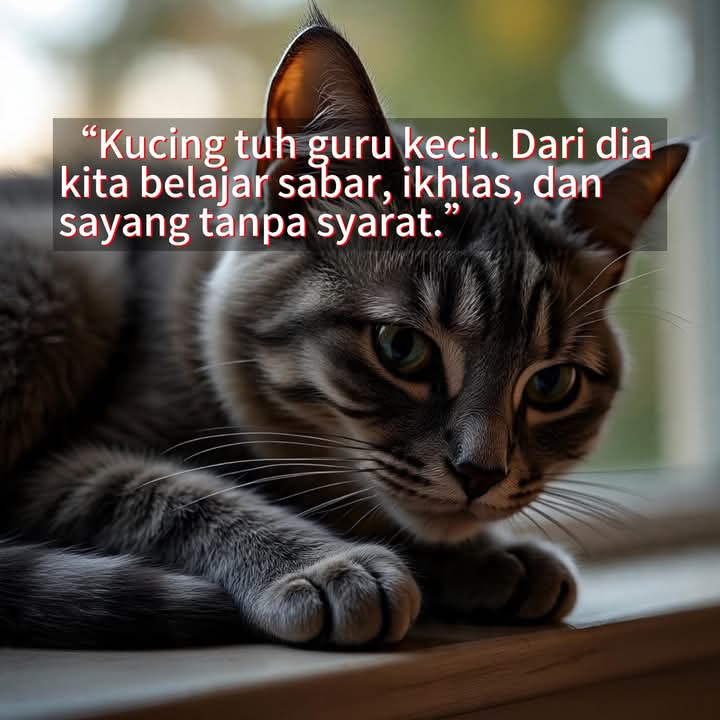 “Kucing tuh guru kecil. Dari dia
kita belajar sabar, ikhlas, dan
sayang tanpa syarat.”